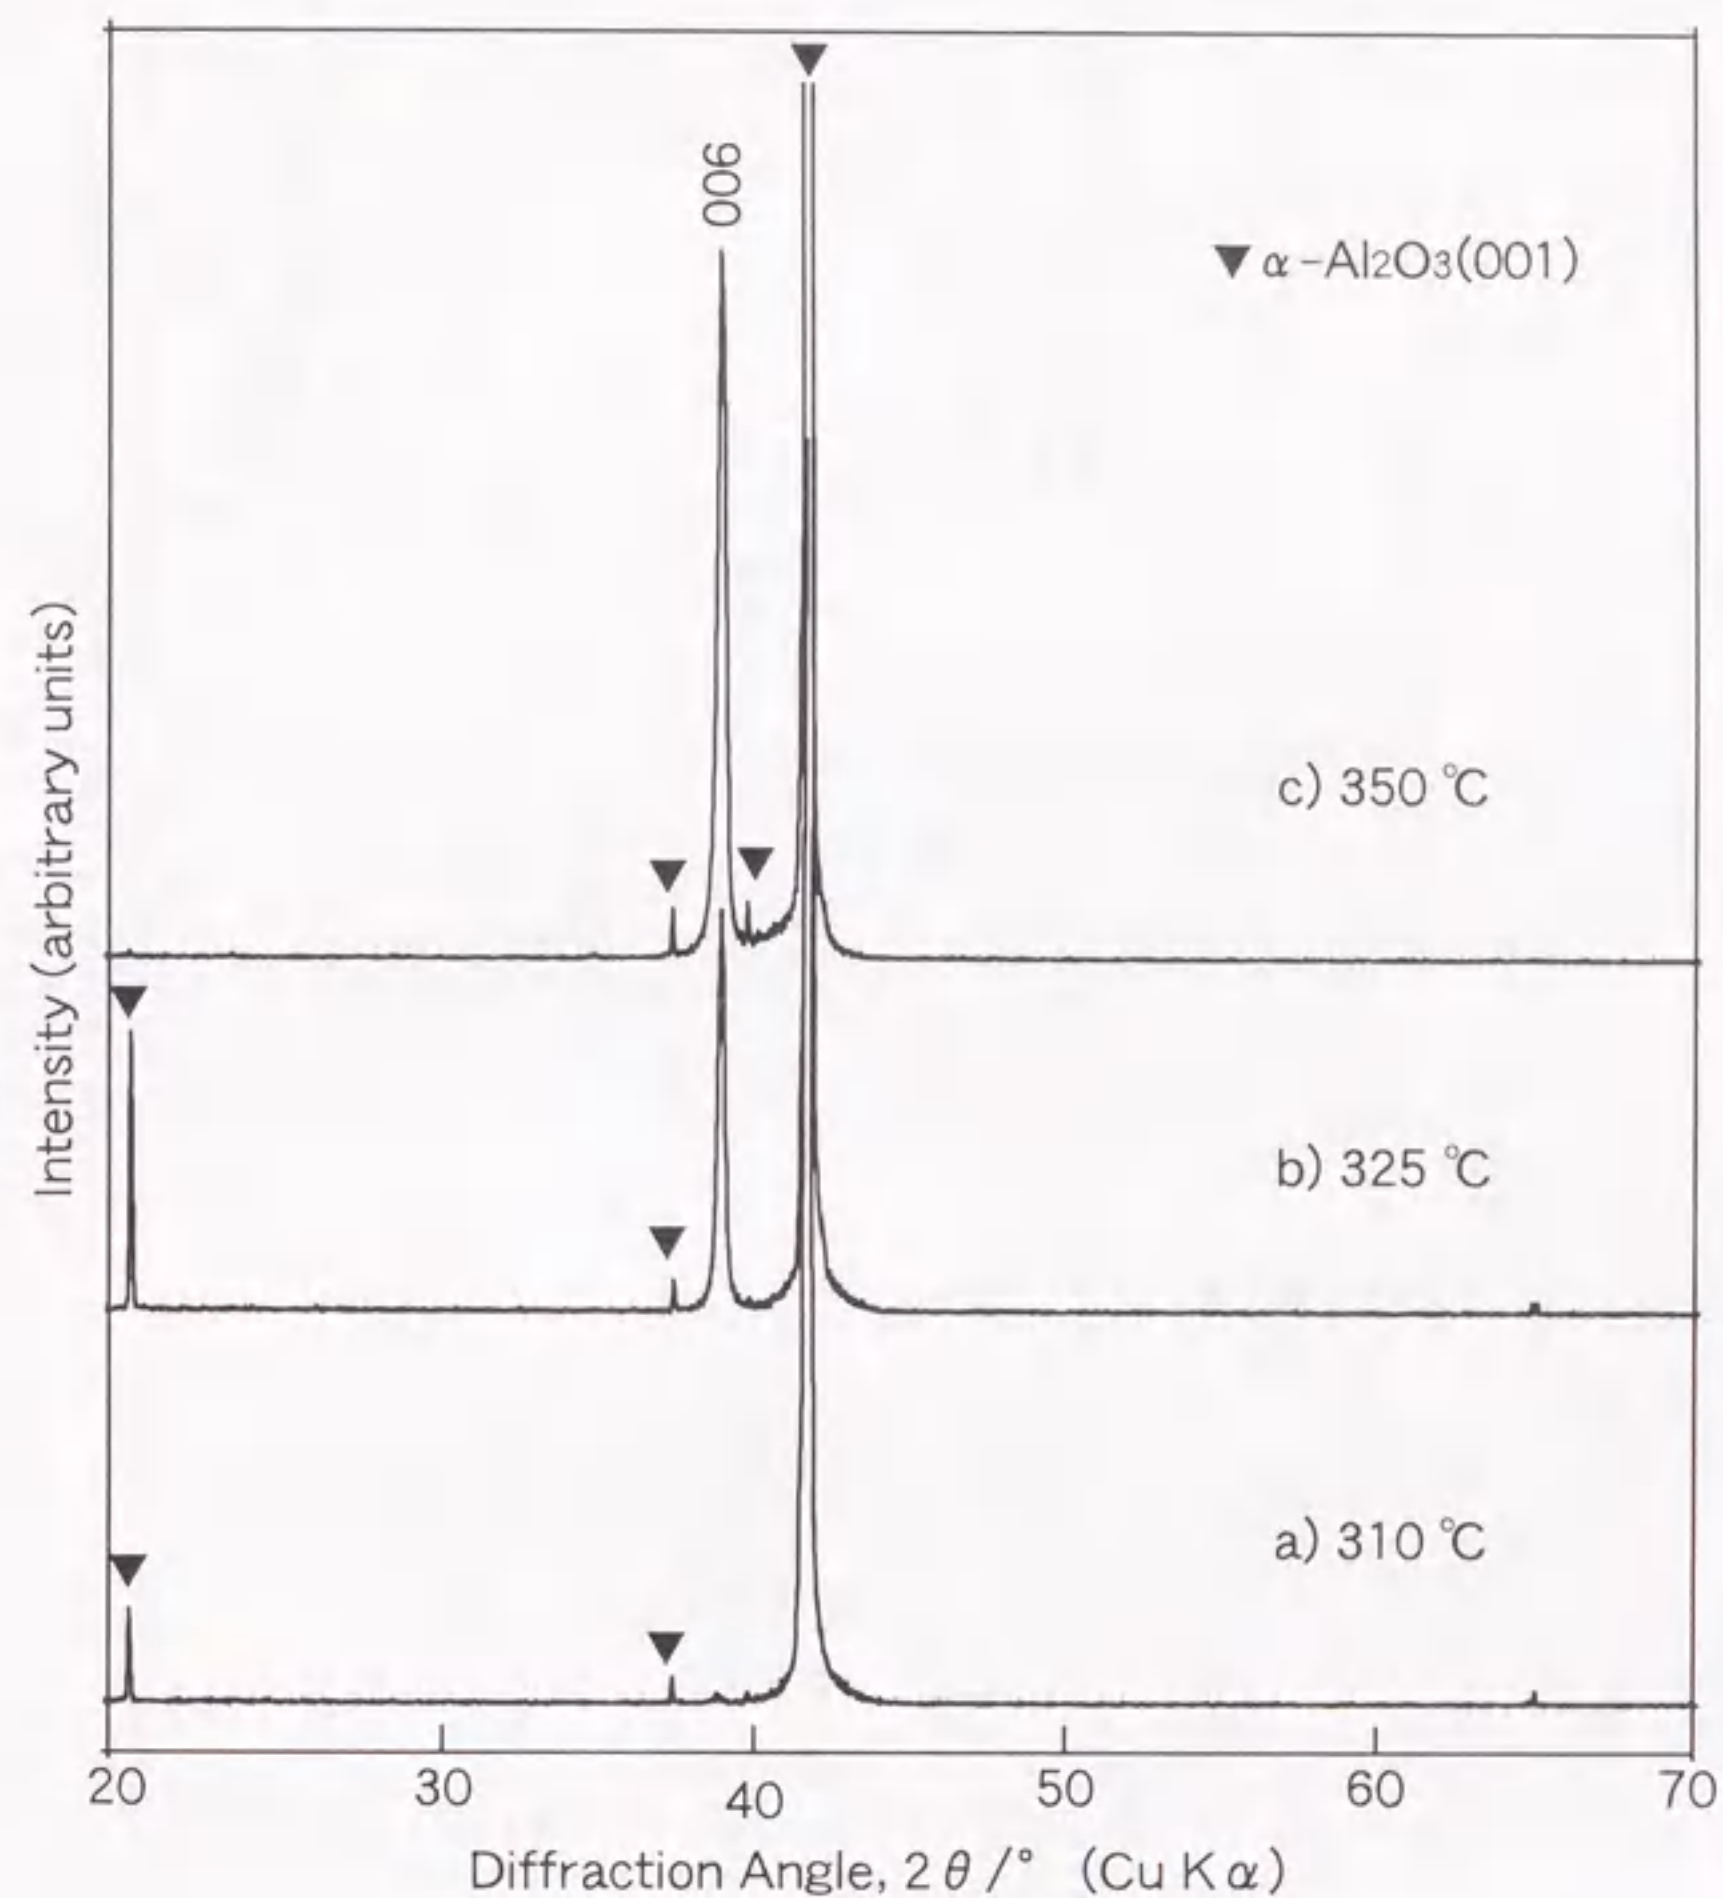 006
▼ α-Al2O3(001)
Intensity (arbitrary units)
c) 350 ℃
b) 325 ℃
a) 310 ℃
20 30 40 50 60 70
Diffraction Angle, 2θ/° (Cu Kα)